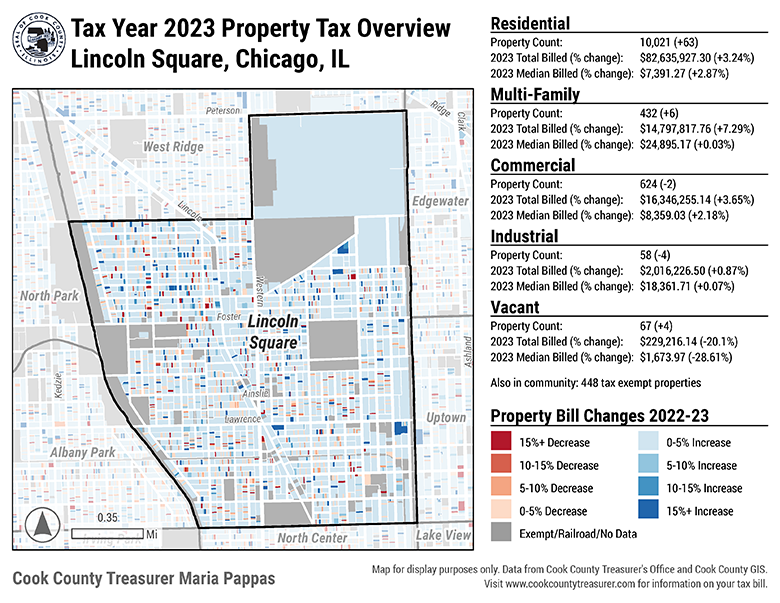 SEAL OF COOK COUNTY
ILLINOIS
Tax Year 2023 Property Tax Overview
Lincoln Square, Chicago, IL
Peterson
Ridge
Clark
West Ridge
Lincoln
Edgewater
Western
North Park
Foster
Lincoln
Square
Ashland
Kedzie
Ainslie
Lawrence
Uptown
Albany Park
0.35
Mi
Irving Park
North Center
Lake View
Cook County Treasurer Maria Pappas
Residential
Property Count: 10,021 (+63)
2023 Total Billed (% change): $82,635,927.30 (+3.24%)
2023 Median Billed (% change): $7,391.27 (+2.87%)
Multi-Family
Property Count: 432 (+6)
2023 Total Billed (% change): $14,797,817.76 (+7.29%)
2023 Median Billed (% change): $24,895.17 (+0.03%)
Commercial
Property Count: 624 (-2)
2023 Total Billed (% change): $16,346,255.14 (+3.65%)
2023 Median Billed (% change): $8,359.03 (+2.18%)
Industrial
Property Count: 58 (-4)
2023 Total Billed (% change): $2,016,226.50 (+0.87%)
2023 Median Billed (% change): $18,361.71 (+0.07%)
Vacant
Property Count: 67 (+4)
2023 Total Billed (% change): $229,216.14 (-20.1%)
2023 Median Billed (% change): $1,673.97 (-28.61%)
Also in community: 448 tax exempt properties
Property Bill Changes 2022-23
15%+ Decrease
0-5% Increase
10-15% Decrease
5-10% Increase
5-10% Decrease
10-15% Increase
0-5% Decrease
15%+ Increase
Exempt/Railroad/No Data
Map for display purposes only. Data from Cook County Treasurer's Office and Cook County GIS.
Visit www.cookcountytreasurer.com for information on your tax bill.